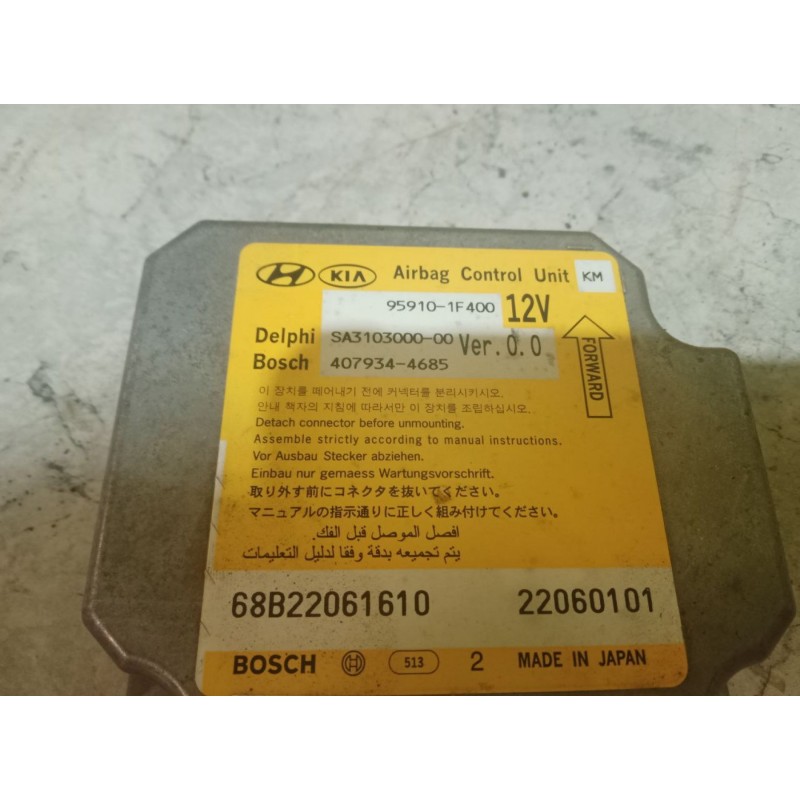 KIA Airbag Control Unit KM
95910-1F400 12V
Delphi SA3103000-00 Ver.0.0
Bosch 407934-4685
FORWARD
이 장치를 떼어내기 전에 커넥터를 분리시키시오.
안내 책자의 지침에 따라서만 이 장치를 조립하십시오.
Detach connector before unmounting.
Assemble strictly according to manual instructions.
Vor Ausbau Stecker abziehen.
Einbau nur gemaess Wartungsvorschrift.
取り外す前にコネクタを抜いてください。
マニュアルの指示通りに正しく組み付けてください。
افصل الموصل قبل الفك.
يتم تجميعه بدقة وفقا لدليل التعليمات
68B22061610 22060101
BOSCH 513 2 MADE IN JAPAN